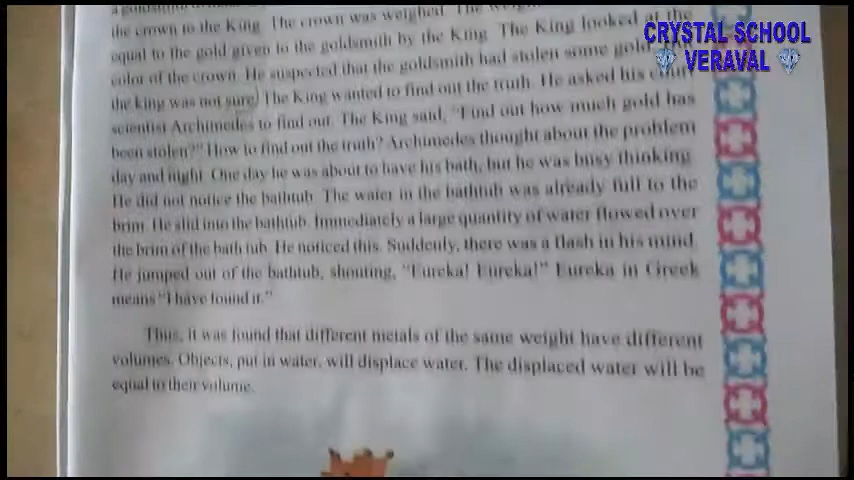 the crown to the King. The crown was weighed. The
equal to the gold given to the goldsmith by the King. The King looked at the
color of the crown. He suspected that the goldsmith had stolen some gold
the king was not sure. The King wanted to find out the truth. He asked his court
scientist Archimedes to find out. The King said, "Find out how much gold has
been stolen?" How to find out the truth? Archimedes thought about the problem
day and night. One day he was about to have his bath, but he was busy thinking.
He did not notice the bathtub. The water in the bathtub was already full to the
brim. He slid into the bathtub. Immediately a large quantity of water flowed over
the brim of the bath tub. He noticed this. Suddenly, there was a flash in his mind.
He jumped out of the bathtub, shouting, "Eureka! Eureka!" Eureka in Greek
means "I have found it."
Thus, it was found that different metals of the same weight have different
volumes. Objects, put in water, will displace water. The displaced water will be
equal to their volume.
CRYSTAL SCHOOL
VERAVAL